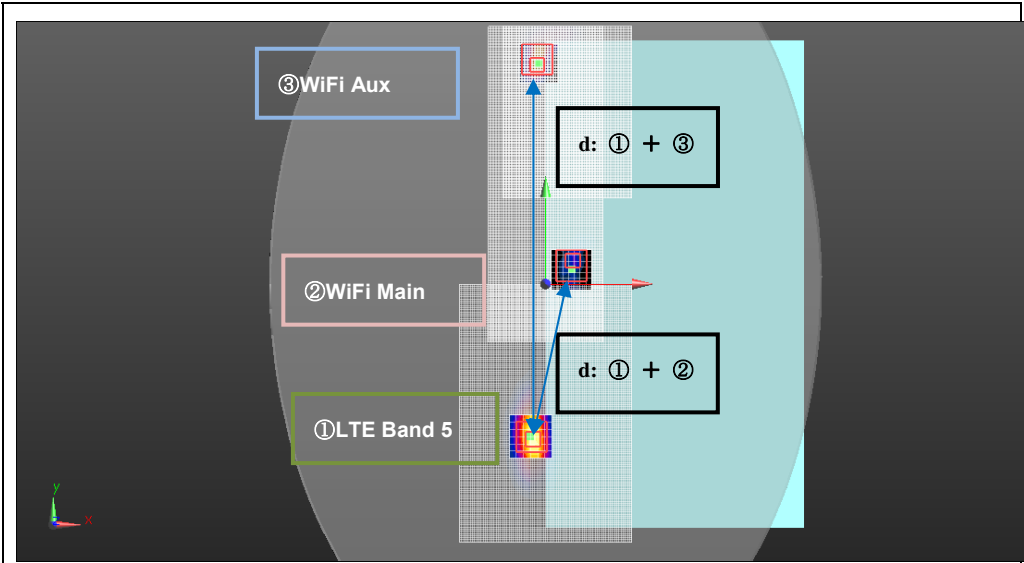 ③WiFi Aux
d: ① + ③
②WiFi Main
d: ① + ②
①LTE Band 5
y
x